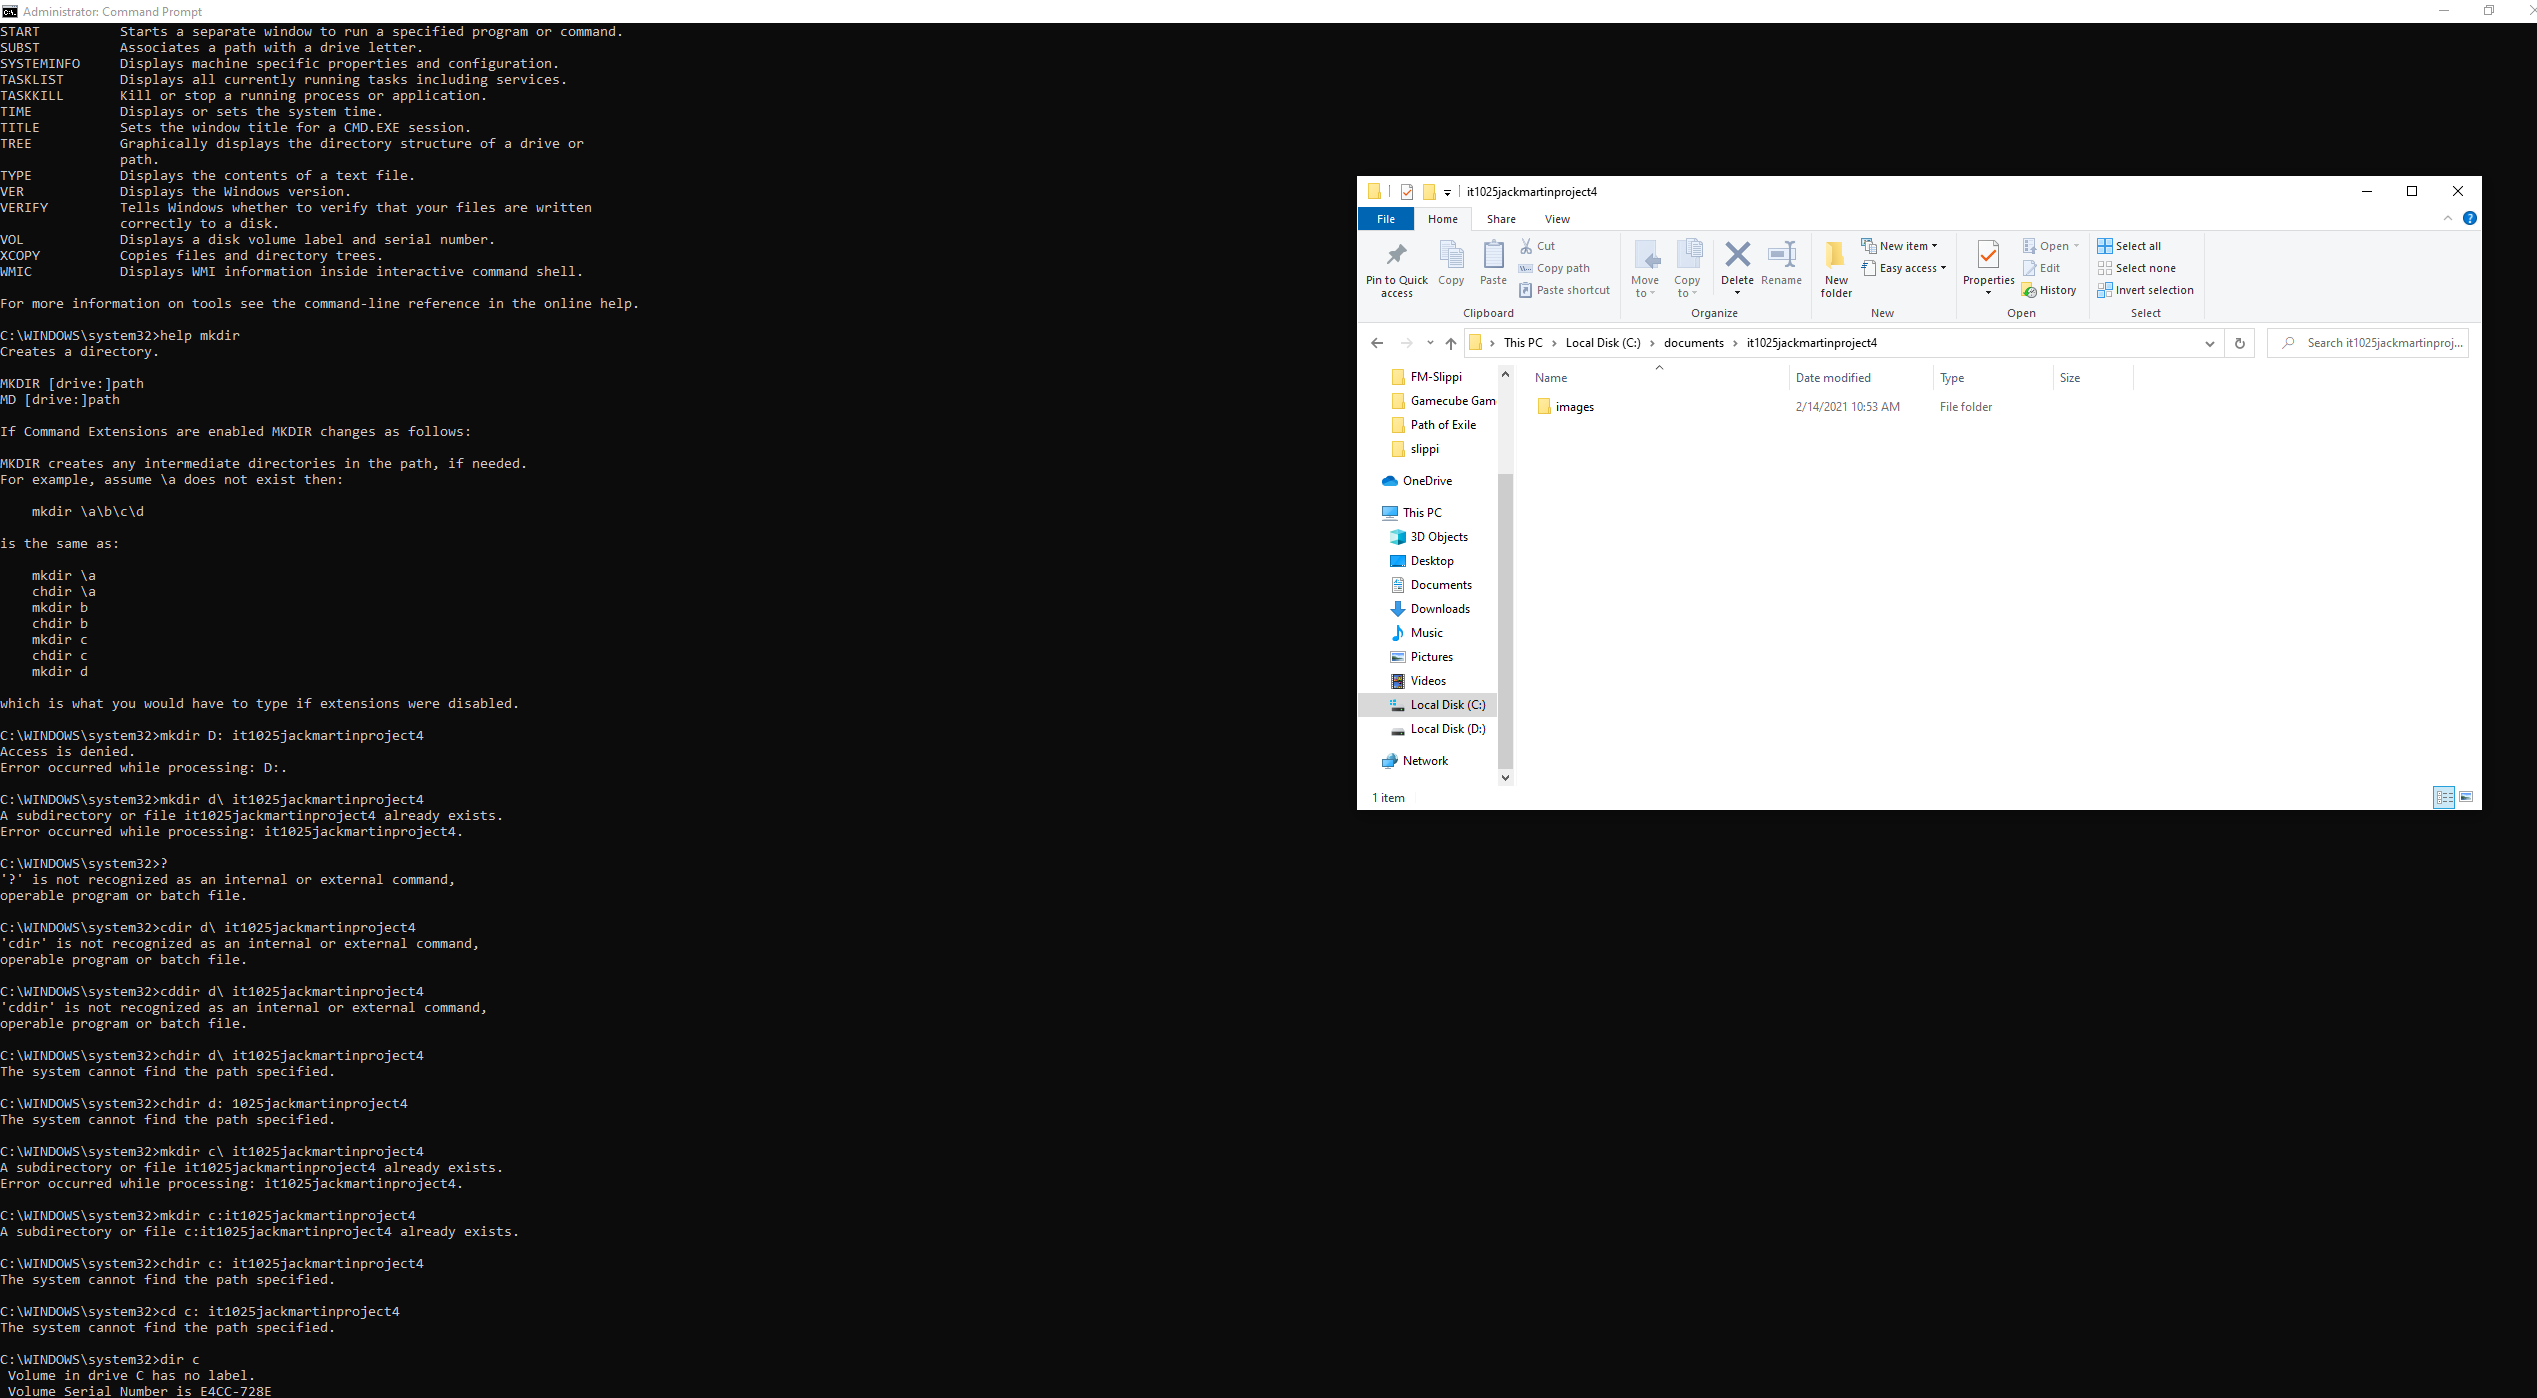 Administrator: Command Prompt
START          Starts a separate window to run a specified program or command.
SUBST          Associates a path with a drive letter.
SYSTEMINFO     Displays machine specific properties and configuration.
TASKLIST       Displays all currently running tasks including services.
TASKKILL       Kill or stop a running process or application.
TIME           Displays or sets the system time.
TITLE          Sets the window title for a CMD.EXE session.
TREE           Graphically displays the directory structure of a drive or
               path.
TYPE           Displays the contents of a text file.
VER            Displays the Windows version.
VERIFY         Tells Windows whether to verify that your files are written
               correctly to a disk.
VOL            Displays a disk volume label and serial number.
XCOPY          Copies files and directory trees.
WMIC           Displays WMI information inside interactive command shell.
For more information on tools see the command-line reference in the online help.
C:\WINDOWS\system32>help mkdir
Creates a directory.
MKDIR [drive:]path
MD [drive:]path
If Command Extensions are enabled MKDIR changes as follows:
MKDIR creates any intermediate directories in the path, if needed.
For example, assume \a does not exist then:
    mkdir \a\b\c\d
is the same as:
    mkdir \a
    chdir \a
    mkdir b
    chdir b
    mkdir c
    chdir c
    mkdir d
which is what you would have to type if extensions were disabled.
C:\WINDOWS\system32>mkdir D: it1025jackmartinproject4
Access is denied.
Error occurred while processing: D:.
C:\WINDOWS\system32>mkdir d\ it1025jackmartinproject4
A subdirectory or file it1025jackmartinproject4 already exists.
Error occurred while processing: it1025jackmartinproject4.
C:\WINDOWS\system32>?
'?' is not recognized as an internal or external command,
operable program or batch file.
C:\WINDOWS\system32>cdir d\ it1025jackmartinproject4
'cdir' is not recognized as an internal or external command,
operable program or batch file.
C:\WINDOWS\system32>cddir d\ it1025jackmartinproject4
'cddir' is not recognized as an internal or external command,
operable program or batch file.
C:\WINDOWS\system32>chdir d\ it1025jackmartinproject4
The system cannot find the path specified.
C:\WINDOWS\system32>chdir d: 1025jackmartinproject4
The system cannot find the path specified.
C:\WINDOWS\system32>mkdir c\ it1025jackmartinproject4
A subdirectory or file it1025jackmartinproject4 already exists.
Error occurred while processing: it1025jackmartinproject4.
C:\WINDOWS\system32>mkdir c:it1025jackmartinproject4
A subdirectory or file c:it1025jackmartinproject4 already exists.
C:\WINDOWS\system32>chdir c: it1025jackmartinproject4
The system cannot find the path specified.
C:\WINDOWS\system32>cd c: it1025jackmartinproject4
The system cannot find the path specified.
C:\WINDOWS\system32>dir c
 Volume in drive C has no label.
 Volume Serial Number is E4CC-728E
it1025jackmartinproject4
File Home Share View
Pin to Quick access
Copy
Paste
Cut
Copy path
Paste shortcut
Clipboard
Move to
Copy to
Delete
Rename
Organize
New folder
New item
Easy access
New
Properties
Open
Edit
History
Open
Select all
Select none
Invert selection
Select
This PC > Local Disk (C:) > documents > it1025jackmartinproject4
Search it1025jackmartinproj...
Name Date modified Type Size
images 2/14/2021 10:53 AM File folder
FM-Slippi
Gamecube Gam
Path of Exile
slippi
OneDrive
This PC
3D Objects
Desktop
Documents
Downloads
Music
Pictures
Videos
Local Disk (C:)
Local Disk (D:)
Network
1 item